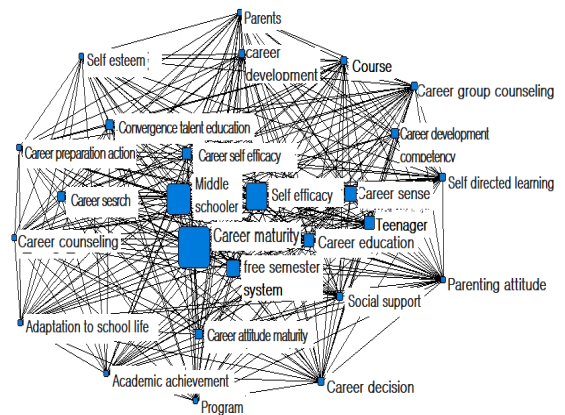 Parents
Self esteem
career
development
Course
Career group counseling
Convergence talent education
Career development
competency
Career preparation action
Career self efficacy
Self directed learning
Middle
schooler
Self efficacy
Career sense
Career search
Teenager
Career counseling
Career maturity
Career education
free semester
system
Parenting attitude
Social support
Adaptation to school life
Career attitude maturity
Academic achievement
Career decision
Program